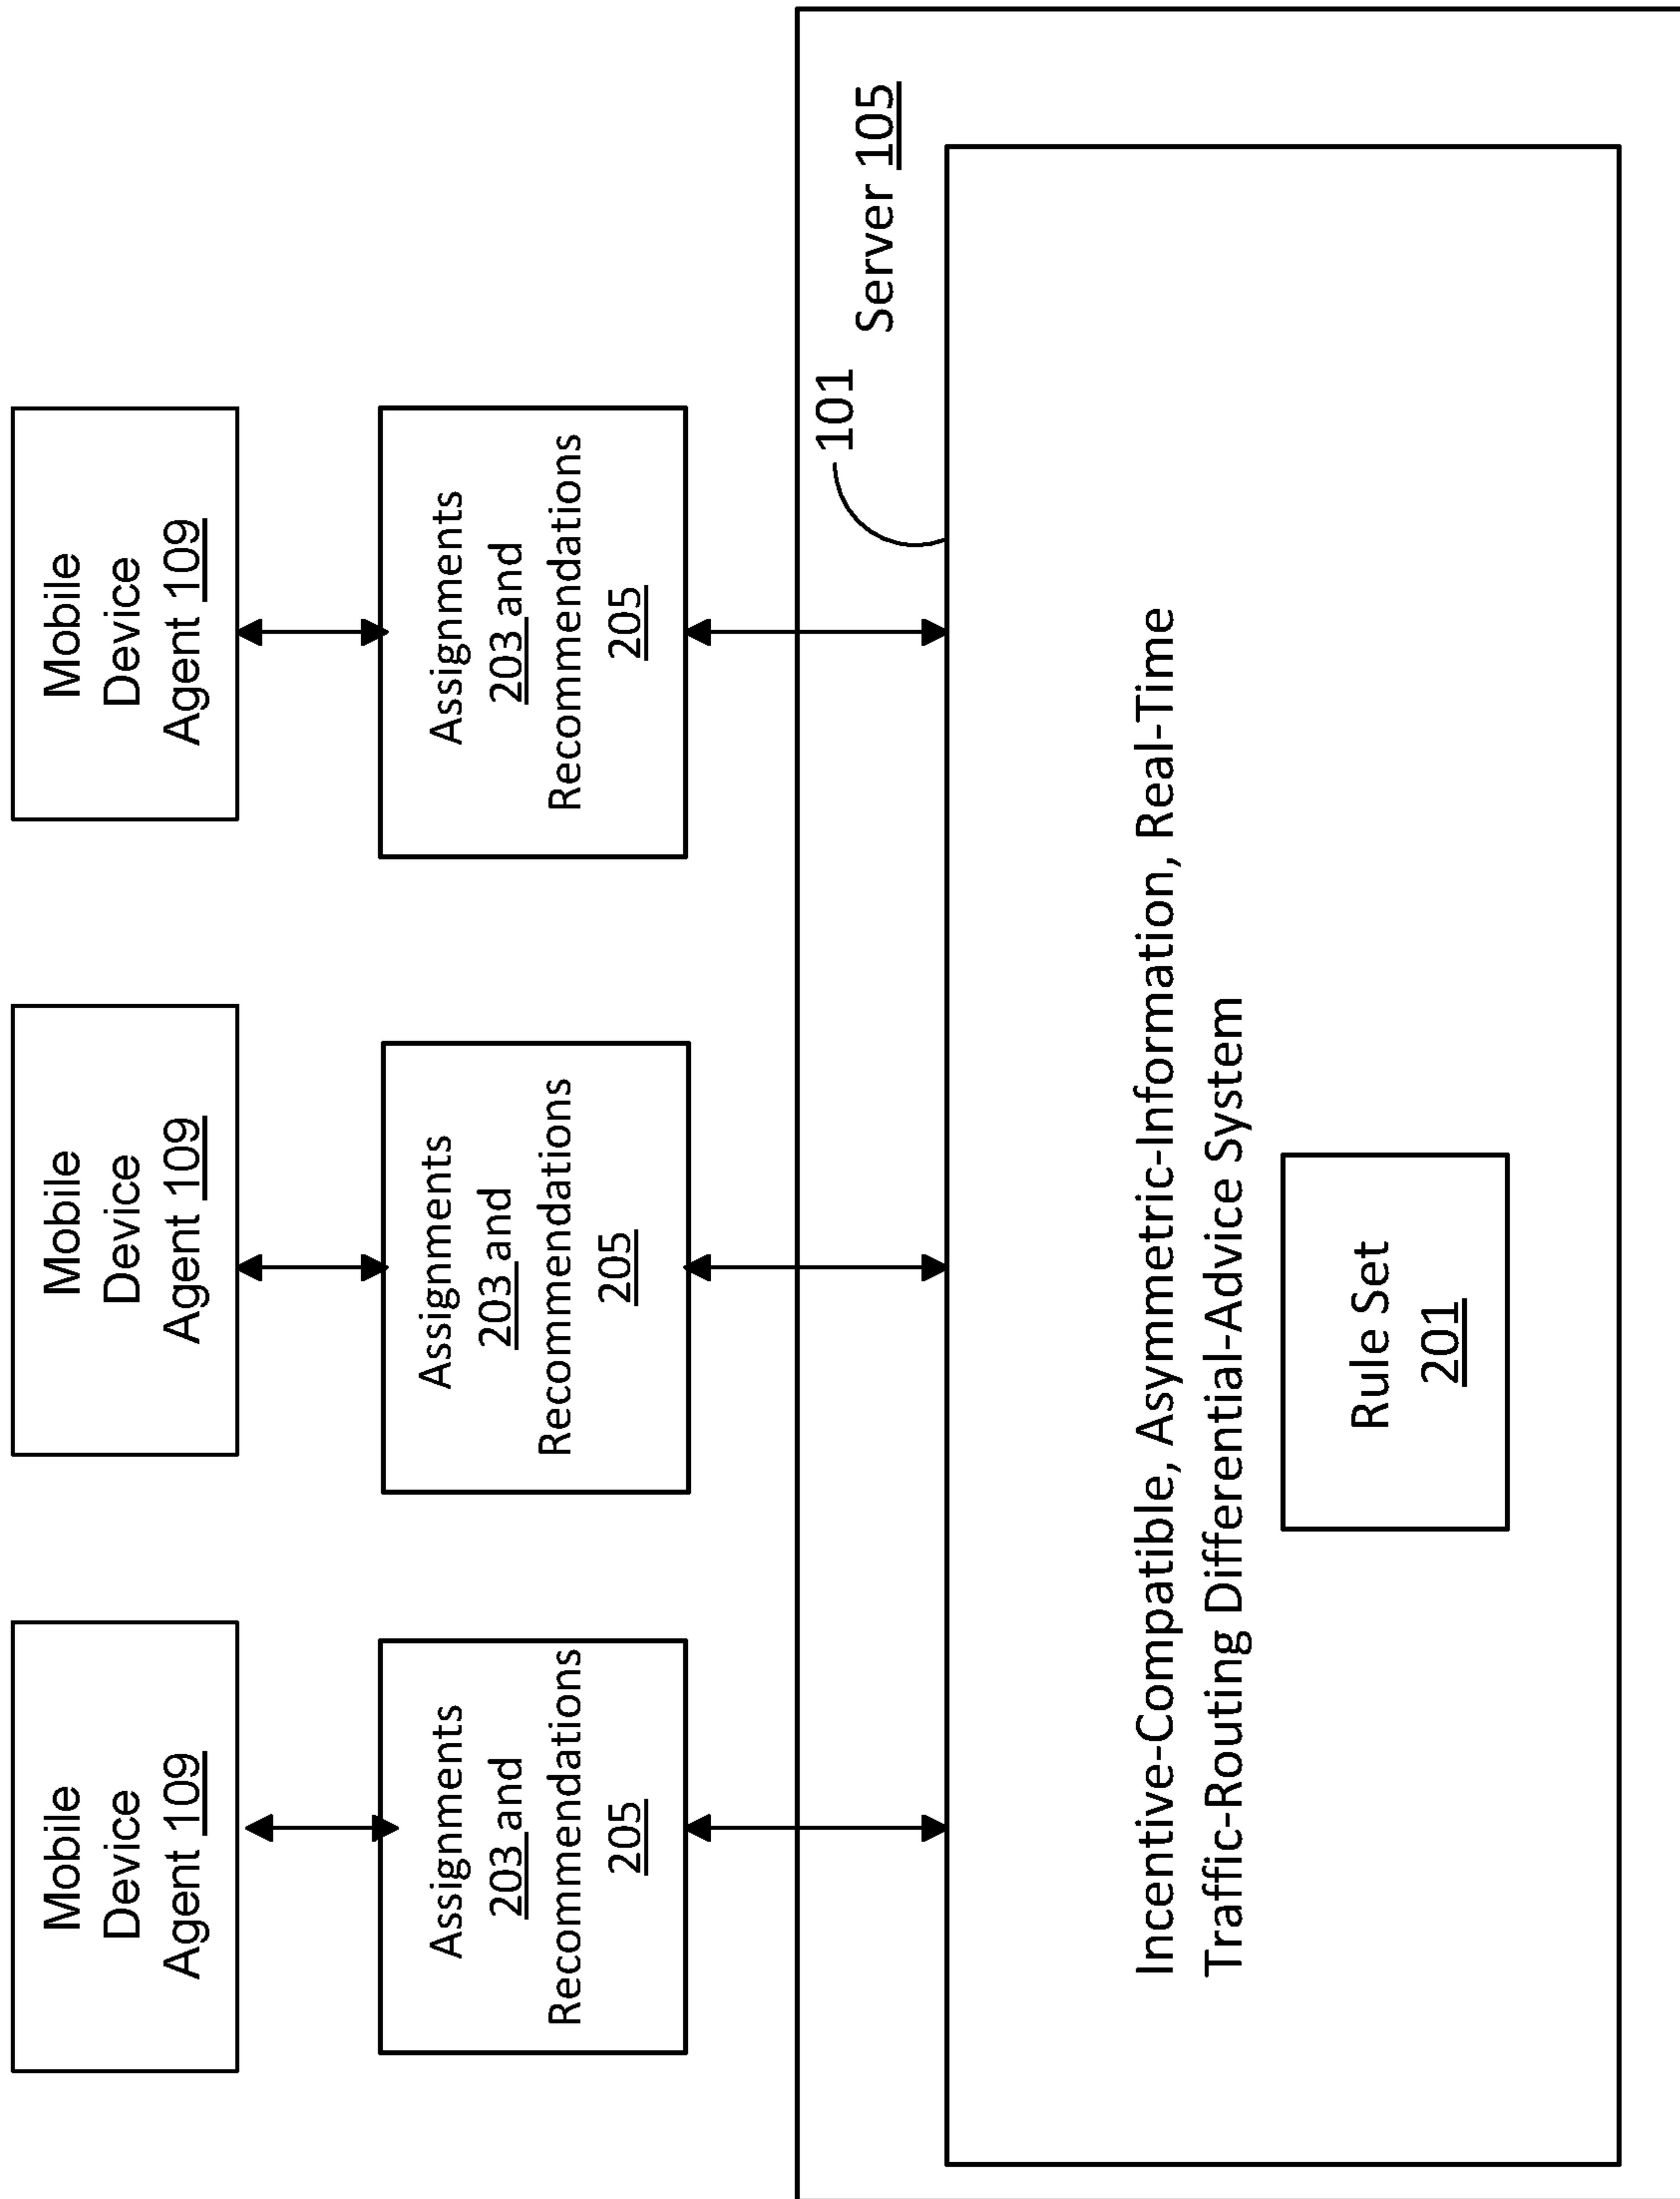 Mobile
Device
Agent 109
Mobile
Device
Agent 109
Mobile
Device
Agent 109
Assignments
203 and
Recommendations
205
Assignments
203 and
Recommendations
205
Assignments
203 and
Recommendations
205
101
Server 105
Incentive-Compatible, Asymmetric-Information, Real-Time
Traffic-Routing Differential-Advice System
Rule Set
201